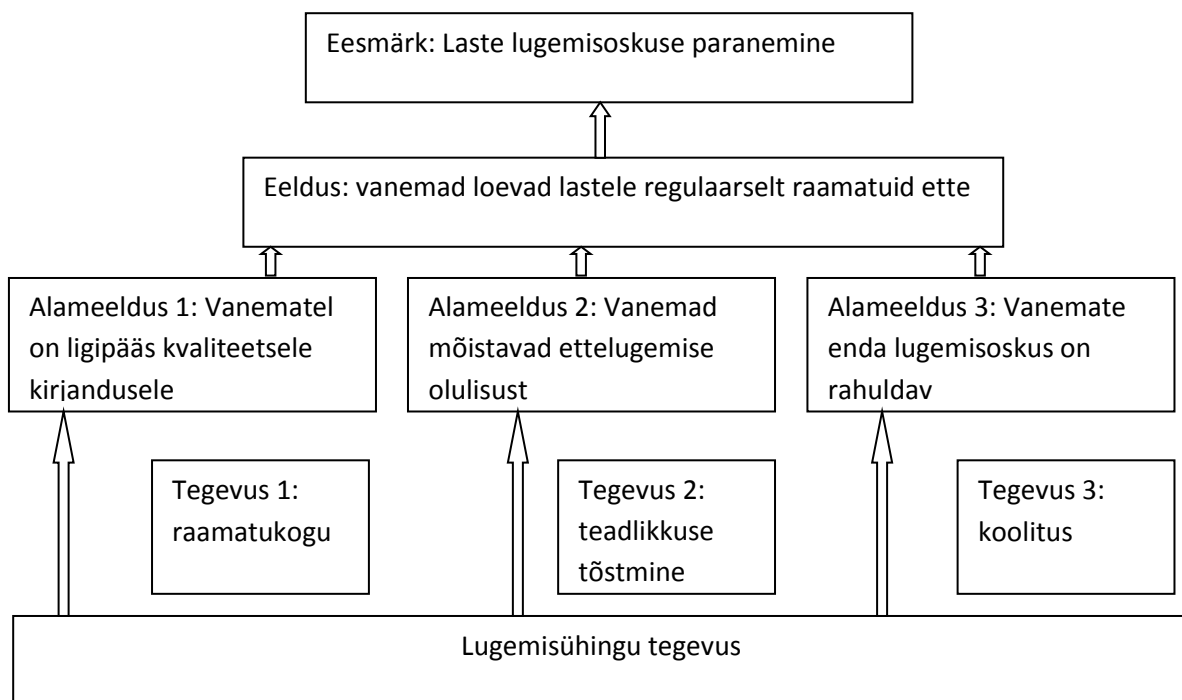 Eesmärk: Laste lugemisoskuse paranemine
Eeldus: vanemad loevad lastele regulaarselt raamatuid ette
Alameeldus 1: Vanematel
on ligipääs kvaliteetsele
kirjandusele
Alameeldus 2: Vanemad
mõistavad ettelugemise
olulisust
Alameeldus 3: Vanemate
enda lugemisoskus on
rahuldav
Tegevus 1:
raamatukogu
Tegevus 2:
teadlikkuse
tõstmine
Tegevus 3:
koolitus
Lugemisühingu tegevus